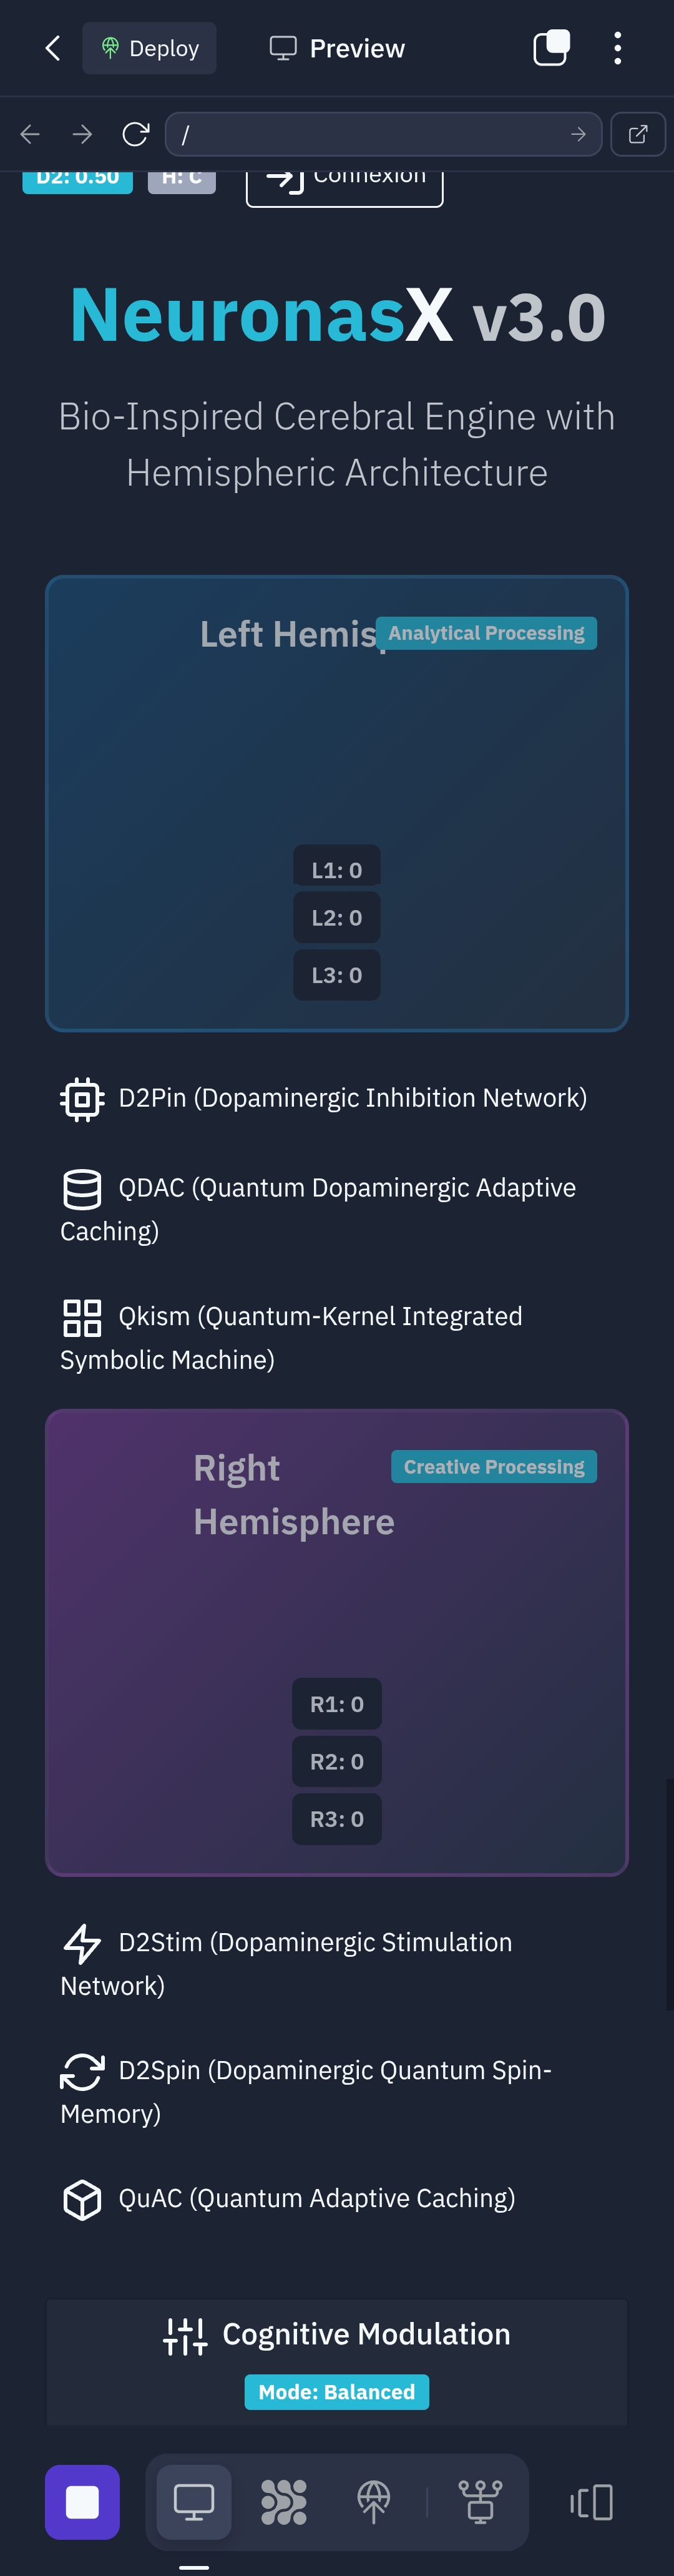 Deploy
Preview
/
D2: 0.50
H: C
Connexion
NeuronasX v3.0
Bio-Inspired Cerebral Engine with
Hemispheric Architecture
Left Hemis
Analytical Processing
L1: 0
L2: 0
L3: 0
D2Pin (Dopaminergic Inhibition Network)
QDAC (Quantum Dopaminergic Adaptive
Caching)
Qkism (Quantum-Kernel Integrated
Symbolic Machine)
Right
Hemisphere
Creative Processing
R1: 0
R2: 0
R3: 0
D2Stim (Dopaminergic Stimulation
Network)
D2Spin (Dopaminergic Quantum Spin-
Memory)
QuAC (Quantum Adaptive Caching)
Cognitive Modulation
Mode: Balanced